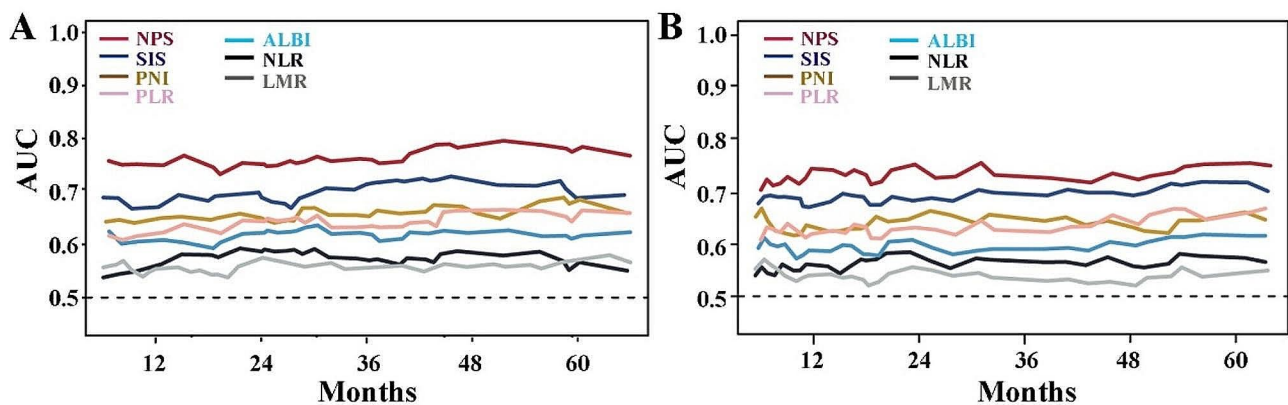 A
AUC
1.0
0.9
0.8
0.7
0.6
0.5
NPS
SIS
PNI
PLR
ALBI
NLR
LMR
12 24 36 48 60
Months
B
AUC
1.0
0.9
0.8
0.7
0.6
0.5
NPS
SIS
PNI
PLR
ALBI
NLR
LMR
12 24 36 48 60
Months